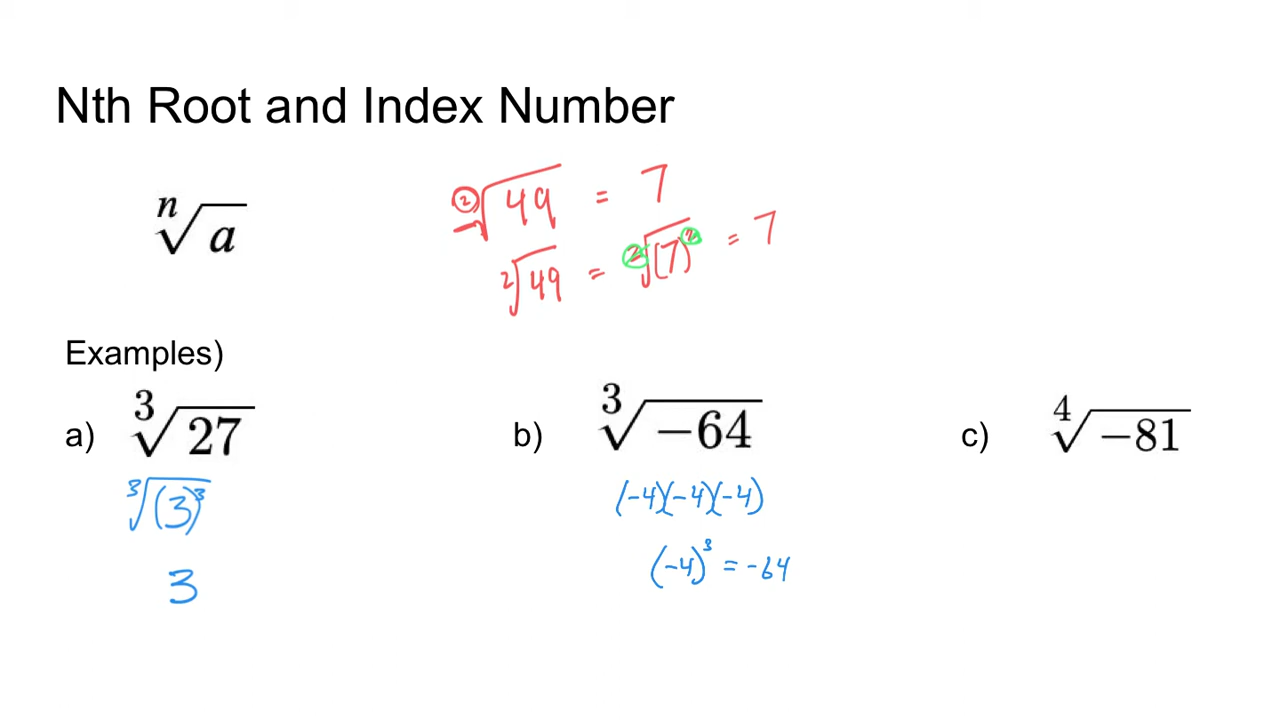 Nth Root and Index Number
ⁿ√a
²√49 = 7
²√49 = ²√(7)² = 7
Examples)
a) ³√27
³√(3)³
3
b) ³√-64
(-4)(-4)(-4)
(-4)³ = -64
c) ⁴√-81